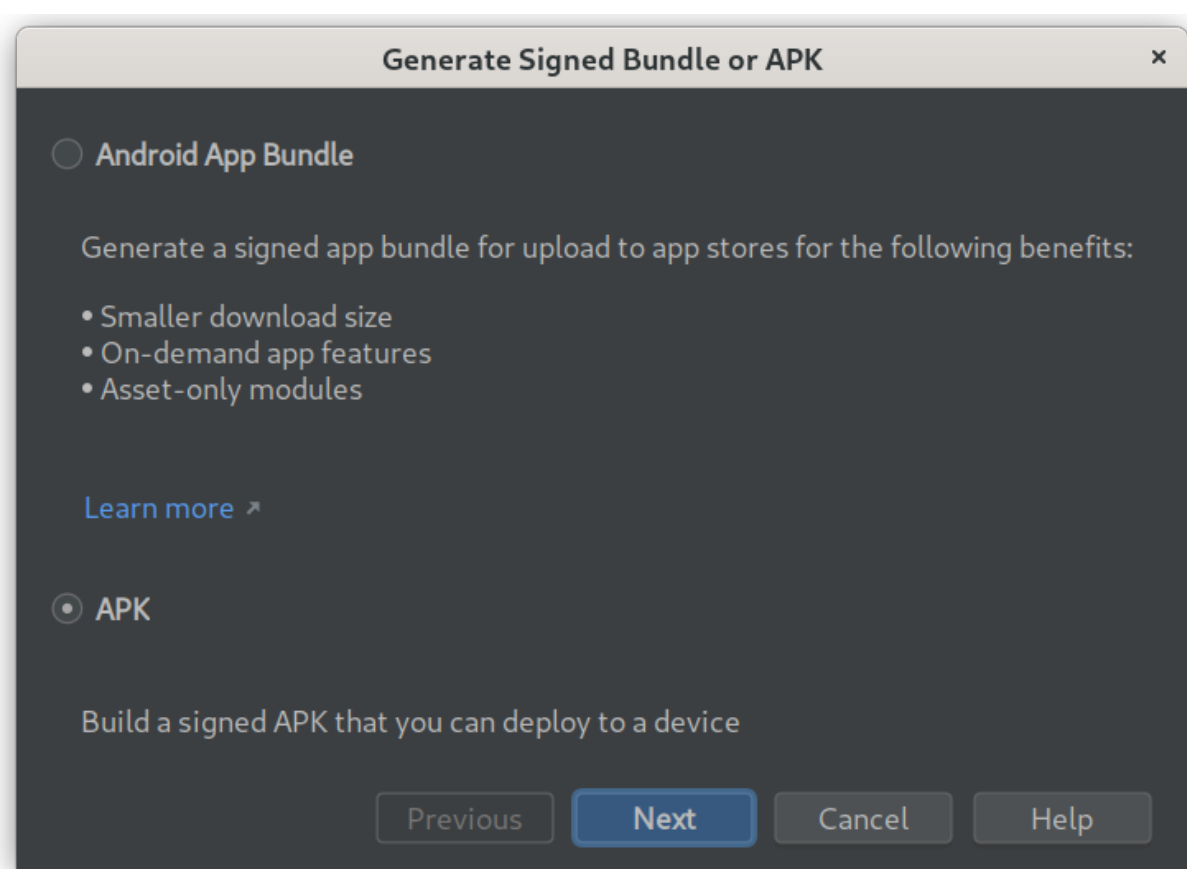 Generate Signed Bundle or APK
Android App Bundle
Generate a signed app bundle for upload to app stores for the following benefits:
• Smaller download size
• On-demand app features
• Asset-only modules
Learn more
APK
Build a signed APK that you can deploy to a device
Previous Next Cancel Help